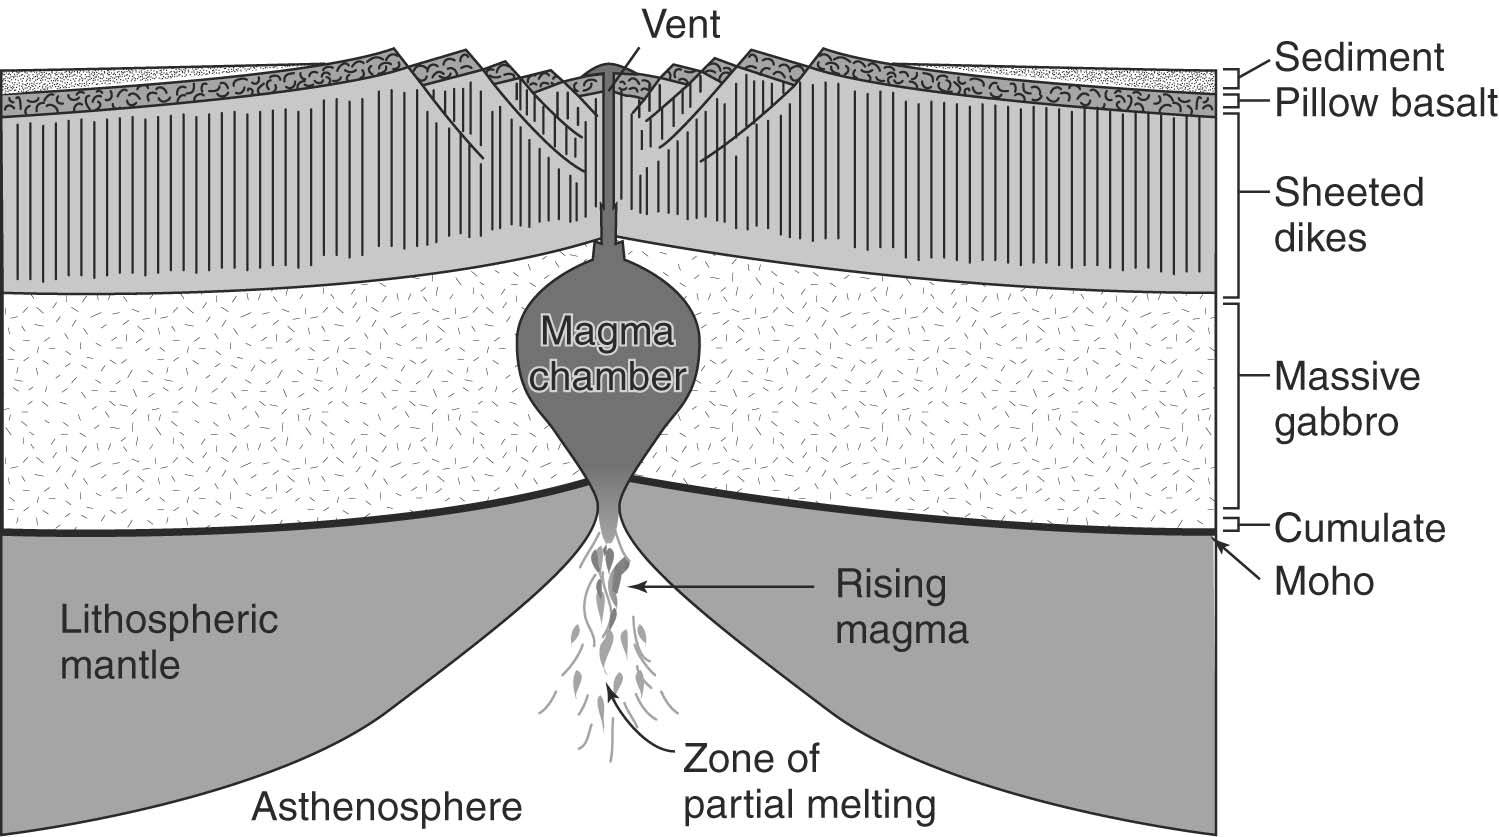 Vent
Sediment
Pillow basalt
Sheeted
dikes
Magma
chamber
Massive
gabbro
Cumulate
Moho
Rising
magma
Lithospheric
mantle
Zone of
partial melting
Asthenosphere